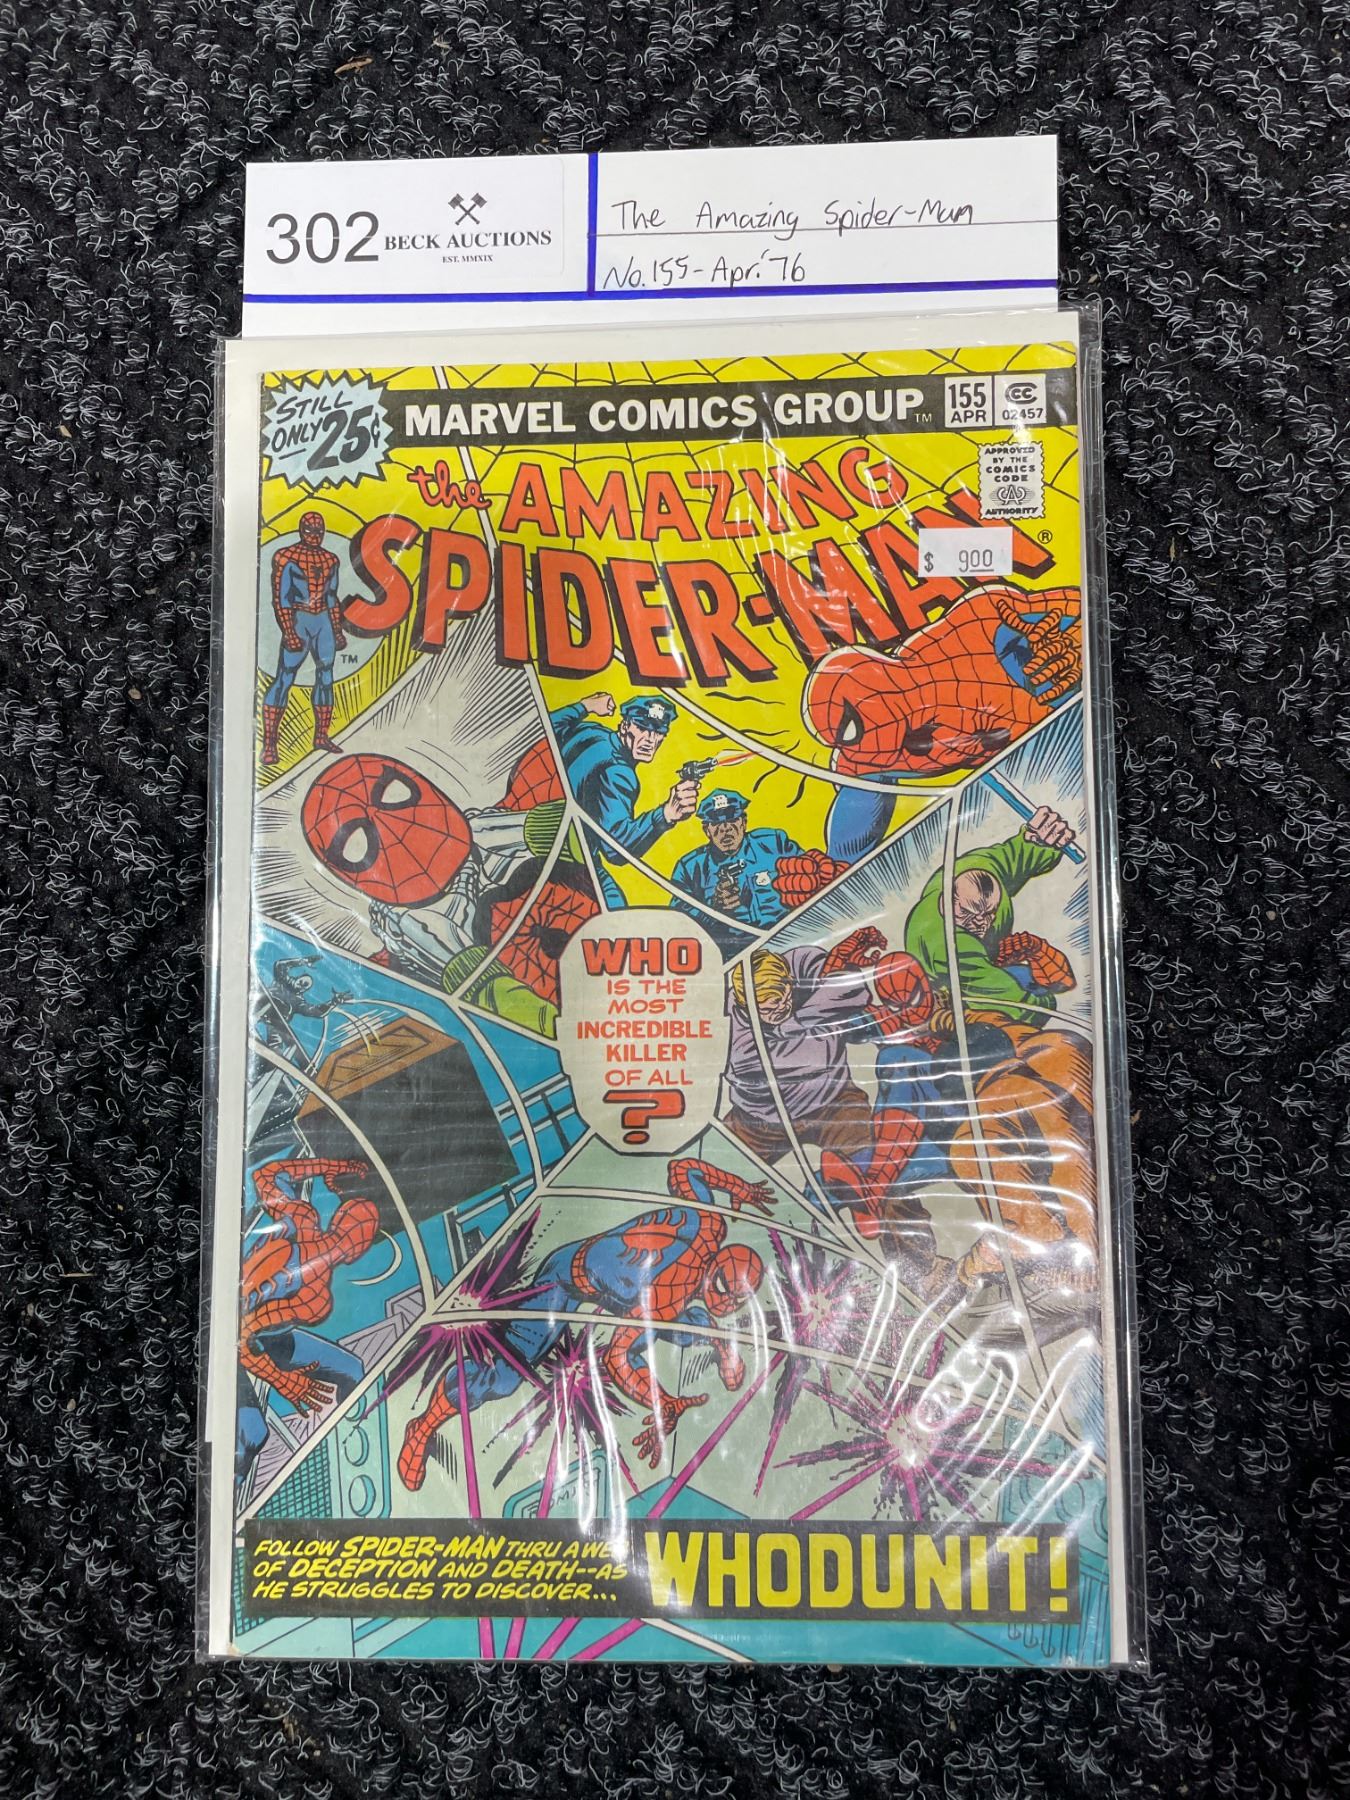 302
BECK AUCTIONS
EST. MMXIX
The Amazing Spider-Man
No.155-Apr.'76
STILL
ONLY 25¢
MARVEL COMICS GROUP TM
155
APR
CC
02457
APPROVED
BY THE
COMICS
CODE
CA
AUTHORITY
the AMAZING
SPIDER-MAN ®
$ 900
TM
WHO
IS THE
MOST
INCREDIBLE
KILLER
OF ALL
?
FOLLOW SPIDER-MAN THRU A WEB
OF DECEPTION AND DEATH--AS
HE STRUGGLES TO DISCOVER...
WHODUNIT!